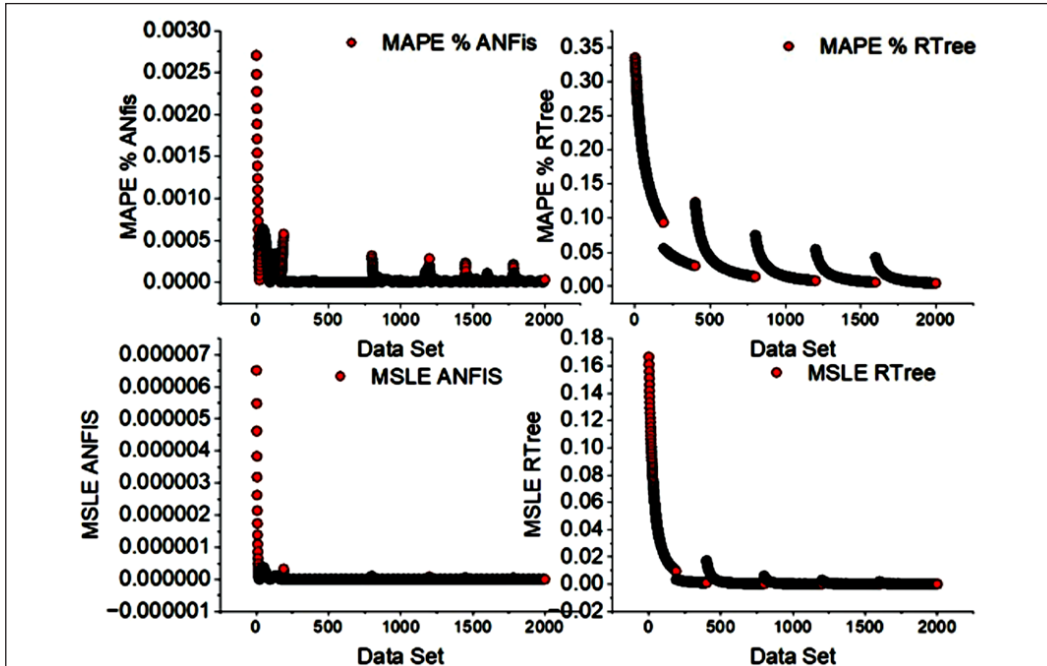 MAPE % ANFis
MAPE % ANfis
0.0030
0.0025
0.0020
0.0015
0.0010
0.0005
0.0000
0 500 1000 1500 2000
Data Set
MAPE % RTree
MAPE % RTree
0.35
0.30
0.25
0.20
0.15
0.10
0.05
0.00
0 500 1000 1500 2000
Data Set
MSLE ANFIS
MSLE ANFIS
0.000007
0.000006
0.000005
0.000004
0.000003
0.000002
0.000001
0.000000
−0.000001
0 500 1000 1500 2000
Data Set
MSLE RTree
MSLE RTree
0.18
0.16
0.14
0.12
0.10
0.08
0.06
0.04
0.02
0.00
−0.02
0 500 1000 1500 2000
Data Set